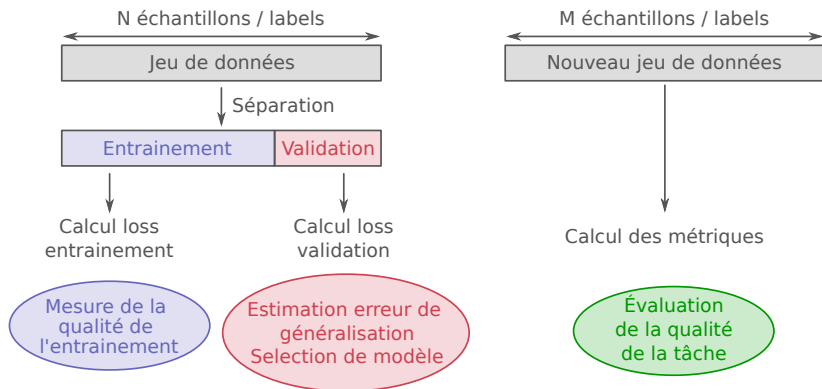 N échantillons / labels
Jeu de données
Séparation
Entrainement
Validation
Calcul loss
entrainement
Calcul loss
validation
Mesure de la
qualité de
l'entrainement
Estimation erreur de
généralisation
Selection de modèle
M échantillons / labels
Nouveau jeu de données
Calcul des métriques
Évaluation
de la qualité
de la tâche